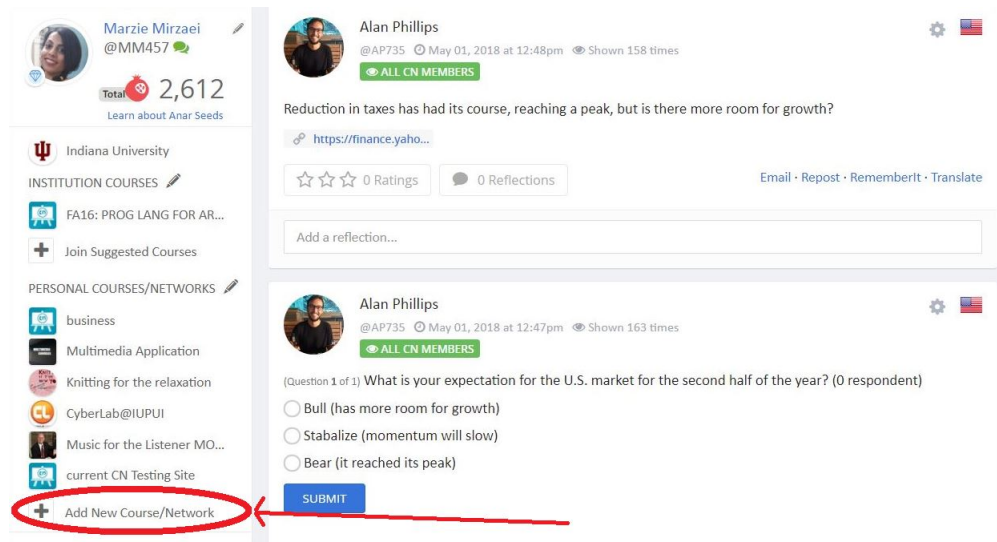 Marzie Mirzaei
@MM457
Total 2,612
Learn about Anar Seeds
Indiana University
INSTITUTION COURSES
FA16: PROG LANG FOR AR...
Join Suggested Courses
PERSONAL COURSES/NETWORKS
business
Multimedia Application
Knitting for the relaxation
CyberLab@IUPUI
Music for the Listener MO...
current CN Testing Site
Add New Course/Network
Alan Phillips
@AP735 May 01, 2018 at 12:48pm Shown 158 times
ALL CN MEMBERS
Reduction in taxes has had its course, reaching a peak, but is there more room for growth?
https://finance.yaho...
0 Ratings 0 Reflections Email · Repost · RememberIt · Translate
Add a reflection...
Alan Phillips
@AP735 May 01, 2018 at 12:47pm Shown 163 times
ALL CN MEMBERS
(Question 1 of 1) What is your expectation for the U.S. market for the second half of the year? (0 respondent)
Bull (has more room for growth)
Stabalize (momentum will slow)
Bear (it reached its peak)
SUBMIT